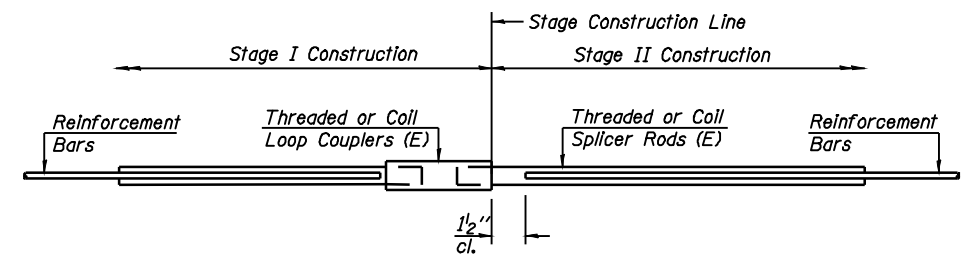 Stage Construction Line
Stage I Construction
Stage II Construction
Reinforcement
Bars
Threaded or Coil
Loop Couplers (E)
Threaded or Coil
Splicer Rods (E)
Reinforcement
Bars
1½"
cl.